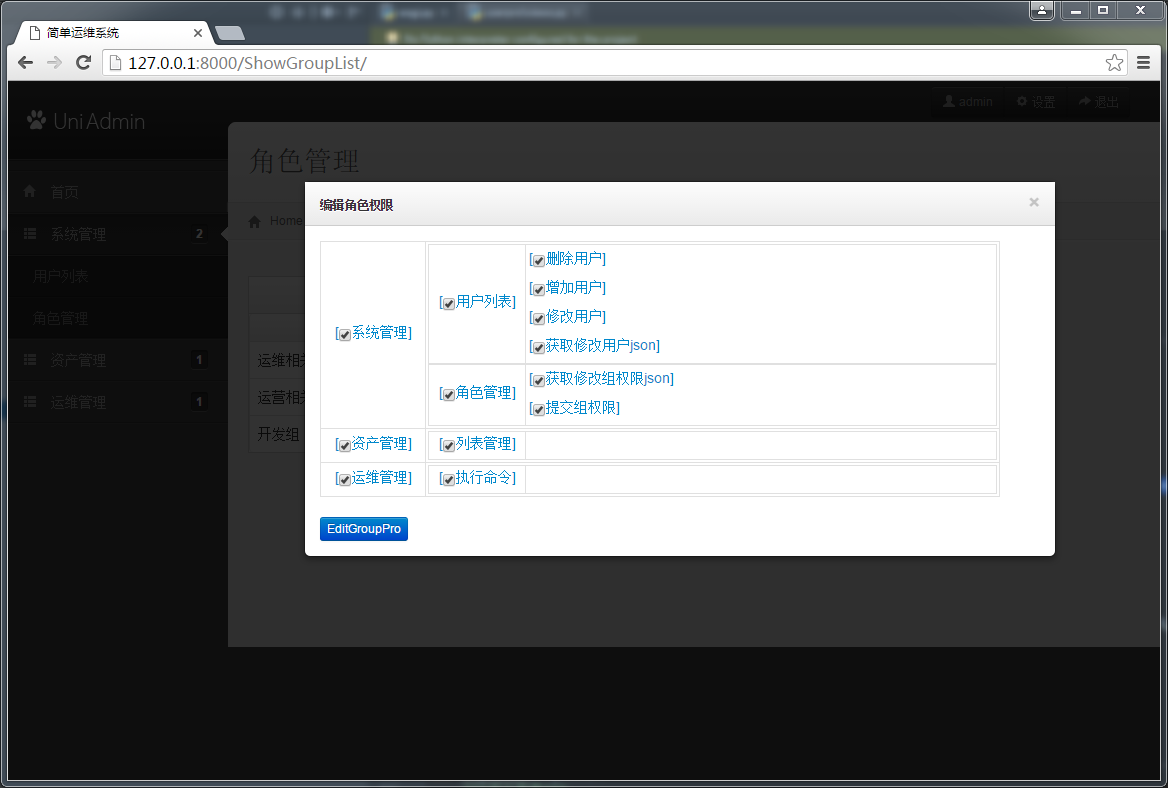 简单运维系统
127.0.0.1:8000/ShowGroupList/
Uni Admin
admin 设置 退出
角色管理
首页
系统管理 2
用户列表
角色管理
资产管理 1
运维管理 1
Home
运维相
运营相
开发组
编辑角色权限 ×
[系统管理]
[用户列表]
[删除用户]
[增加用户]
[修改用户]
[获取修改用户json]
[角色管理]
[获取修改组权限json]
[提交组权限]
[资产管理] [列表管理]
[运维管理] [执行命令]
EditGroupPro